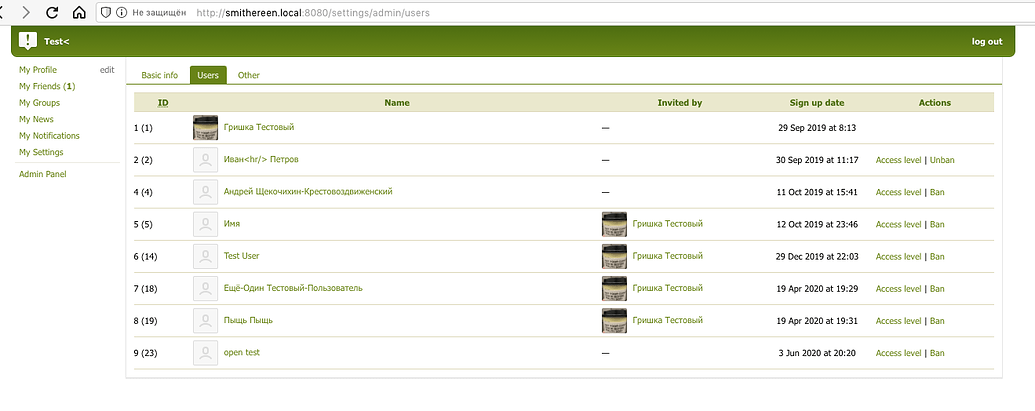 Не защищён http://smithereen.local:8080/settings/admin/users
Test< log out
My Profile edit
My Friends (1)
My Groups
My News
My Notifications
My Settings
Admin Panel
Basic info Users Other
ID Name Invited by Sign up date Actions
1 (1) Гришка Тестовый — 29 Sep 2019 at 8:13
2 (2) Иван<hr/> Петров — 30 Sep 2019 at 11:17 Access level | Unban
4 (4) Андрей Щекочихин-Крестовоздвиженский — 11 Oct 2019 at 15:41 Access level | Ban
5 (5) Имя Гришка Тестовый 12 Oct 2019 at 23:46 Access level | Ban
6 (14) Test User Гришка Тестовый 29 Dec 2019 at 22:03 Access level | Ban
7 (18) Ещё-Один Тестовый-Пользователь Гришка Тестовый 19 Apr 2020 at 19:29 Access level | Ban
8 (19) Пыщь Пыщь Гришка Тестовый 19 Apr 2020 at 19:31 Access level | Ban
9 (23) open test — 3 Jun 2020 at 20:20 Access level | Ban